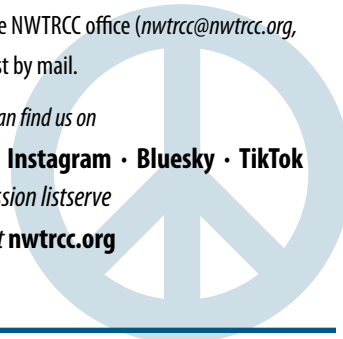 e NWTRCC office (nwtrcc@nwtrcc.org,
st by mail.
an find us on
Instagram · Bluesky · TikTok
ssion listserve
t nwtrcc.org